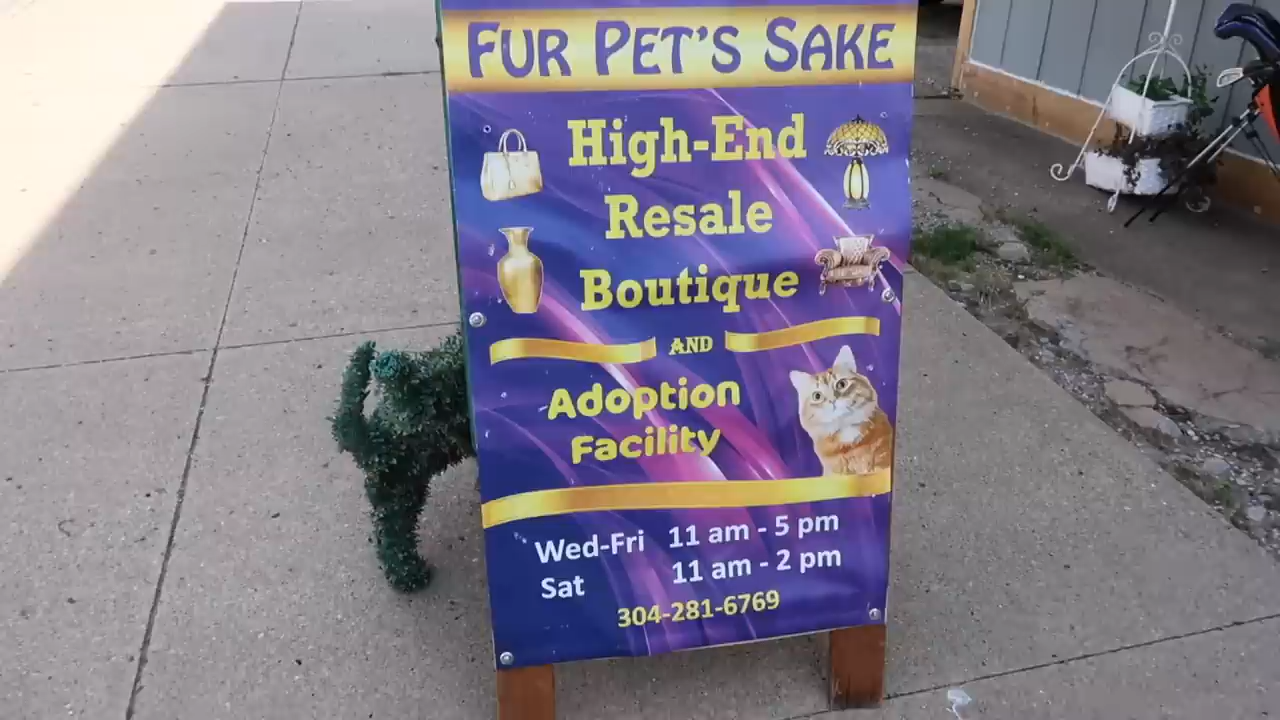 FUR PET'S SAKE
High-End
Resale
Boutique
AND
Adoption
Facility
Wed-Fri 11 am - 5 pm
Sat 11 am - 2 pm
304-281-6769